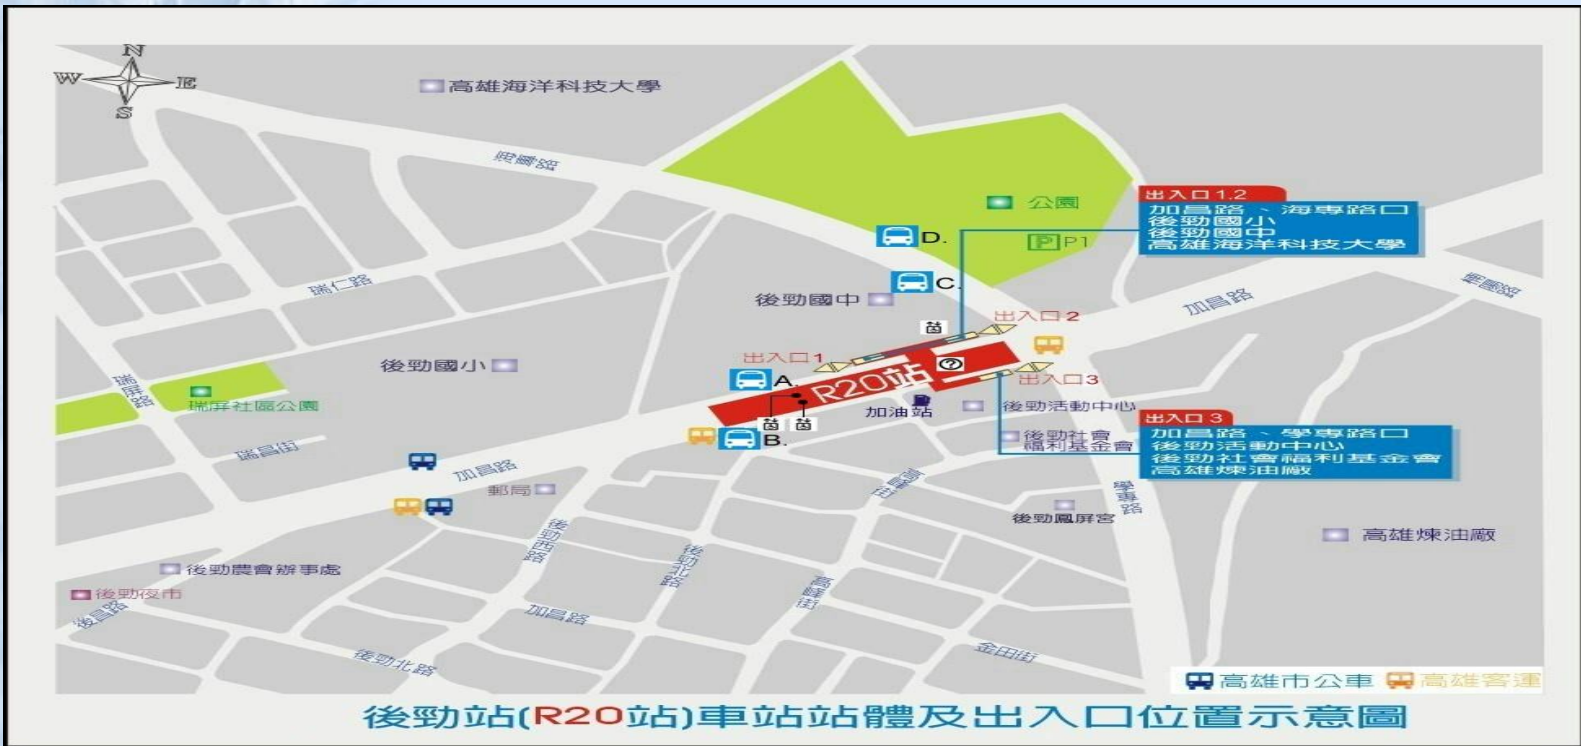 N
W
E
S
高雄海洋科技大學
海專路
公園
P
P1
D.
C.
出入口1.2
加昌路、海專路口
後勁國小
後勁國中
高雄海洋科技大學
瑞仁路
後勁國中
加昌路
出入口2
出入口1
後勁國小
A.
R20站
?
出入口3
瑞屏路
瑞屏社區公園
加油站
後勁活動中心
後勁社會
福利基金會
出入口3
加昌路、學專路口
後勁活動中心
後勁社會福利基金會
高雄煉油廠
B.
瑞昌街
加昌路
郵局
學專路
後勁鳳屏宮
高雄煉油廠
後勁西路
後勁北路
後勁農會辦事處
後勁夜市
後昌路
高峰街
加昌路
金田街
後勁北路
高雄市公車
高雄客運
後勁站(R20站)車站站體及出入口位置示意圖